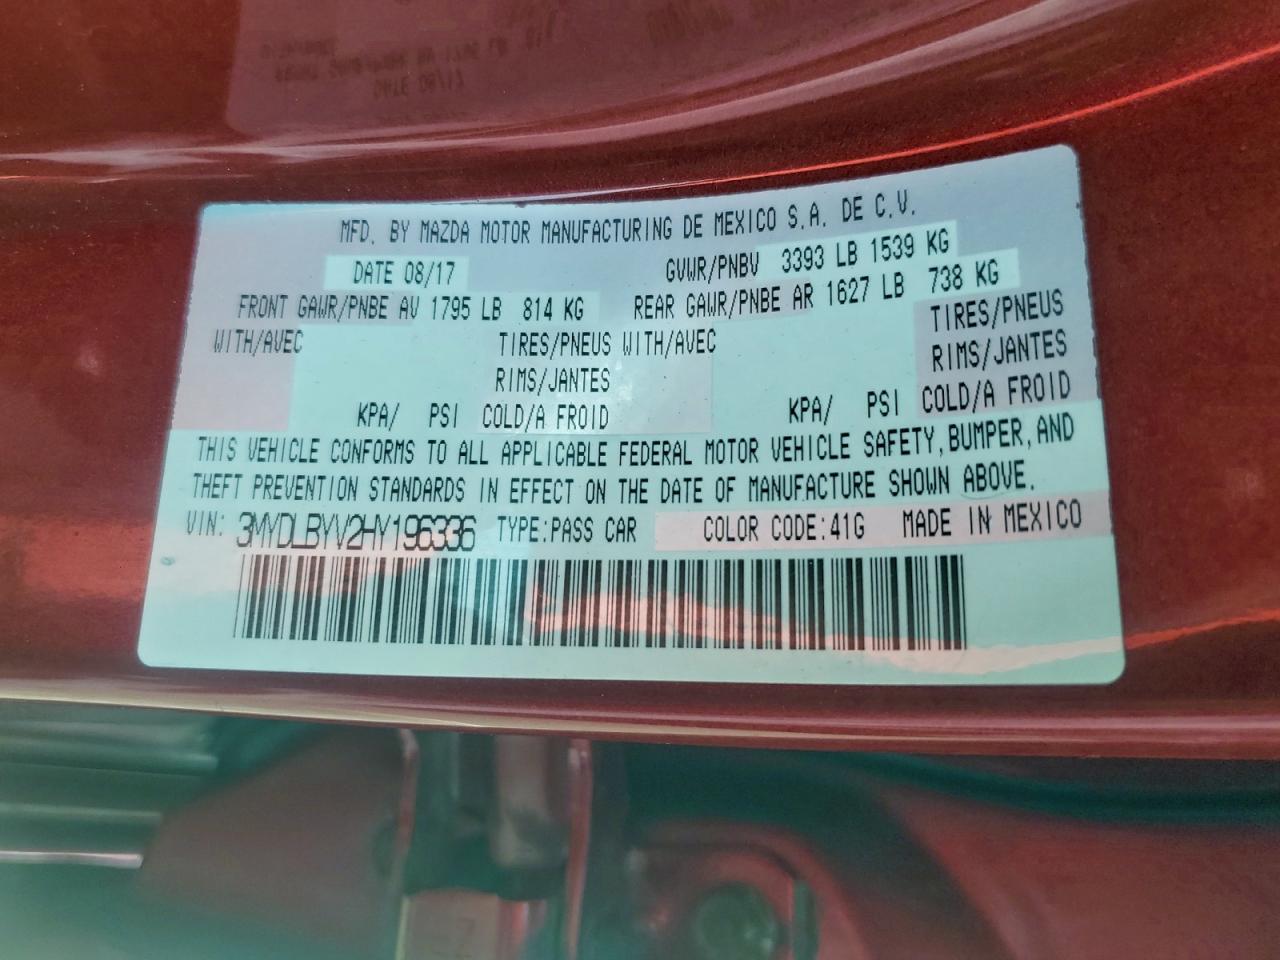 MFD. BY MAZDA MOTOR MANUFACTURING DE MEXICO S.A. DE C.V.
DATE 08/17 GVWR/PNBV 3393 LB 1539 KG
FRONT GAWR/PNBE AV 1795 LB 814 KG REAR GAWR/PNBE AR 1627 LB 738 KG
WITH/AVEC TIRES/PNEUS WITH/AVEC TIRES/PNEUS
RIMS/JANTES RIMS/JANTES
KPA/ PSI COLD/A FROID KPA/ PSI COLD/A FROID
THIS VEHICLE CONFORMS TO ALL APPLICABLE FEDERAL MOTOR VEHICLE SAFETY, BUMPER, AND
THEFT PREVENTION STANDARDS IN EFFECT ON THE DATE OF MANUFACTURE SHOWN ABOVE.
VIN: 3MYDLBYV2HY196336 TYPE:PASS CAR COLOR CODE:41G MADE IN MEXICO